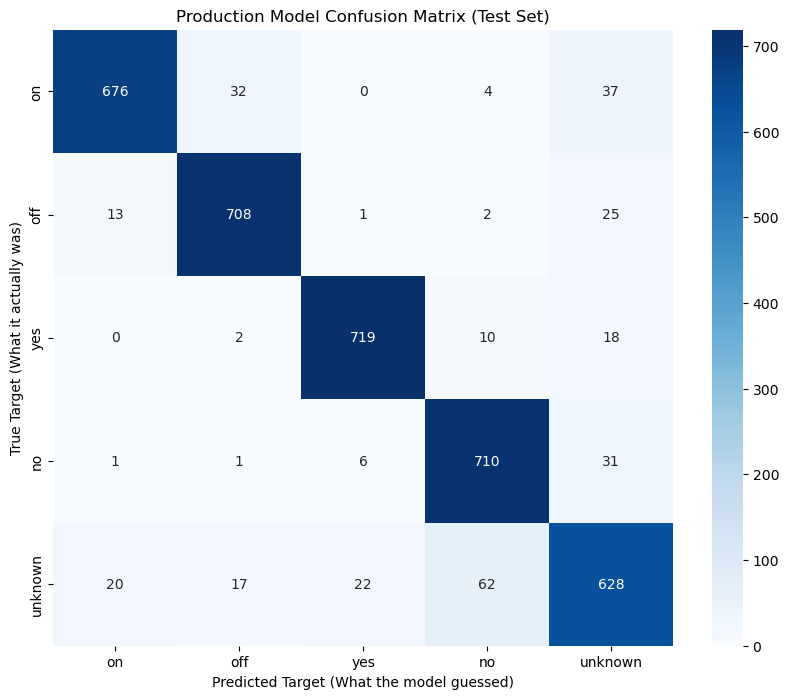 Production Model Confusion Matrix (Test Set)
on 676 32 0 4 37
off 13 708 1 2 25
yes 0 2 719 10 18
no 1 1 6 710 31
unknown 20 17 22 62 628
on off yes no unknown
Predicted Target (What the model guessed)
True Target (What it actually was)
700
600
500
400
300
200
100
0